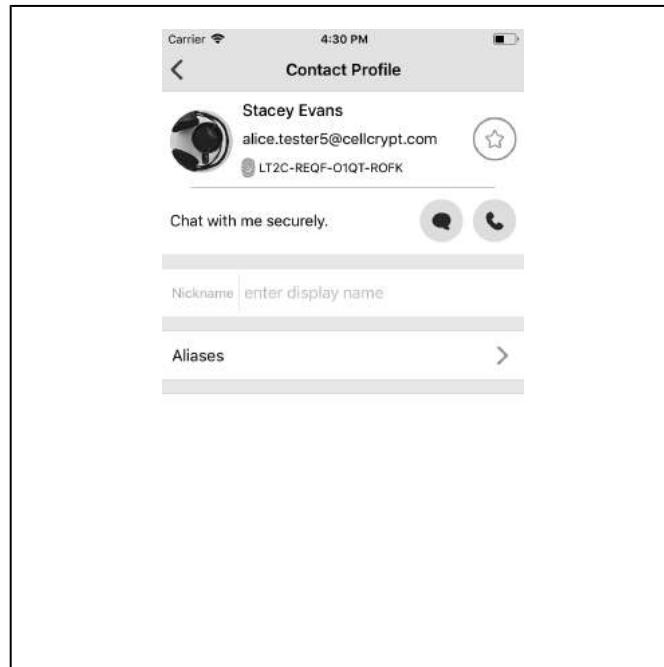 Carrier 4:30 PM
Contact Profile
Stacey Evans
alice.tester5@cellcrypt.com
LT2C-REQF-O1QT-ROFK
Chat with me securely.
Nickname enter display name
Aliases